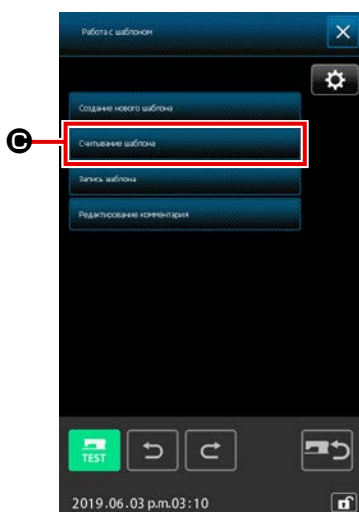 Работа с шаблоном
Создание нового шаблона
C
Считывание шаблона
Запись шаблона
Редактирование комментария
TEST
2019.06.03 p.m.03:10